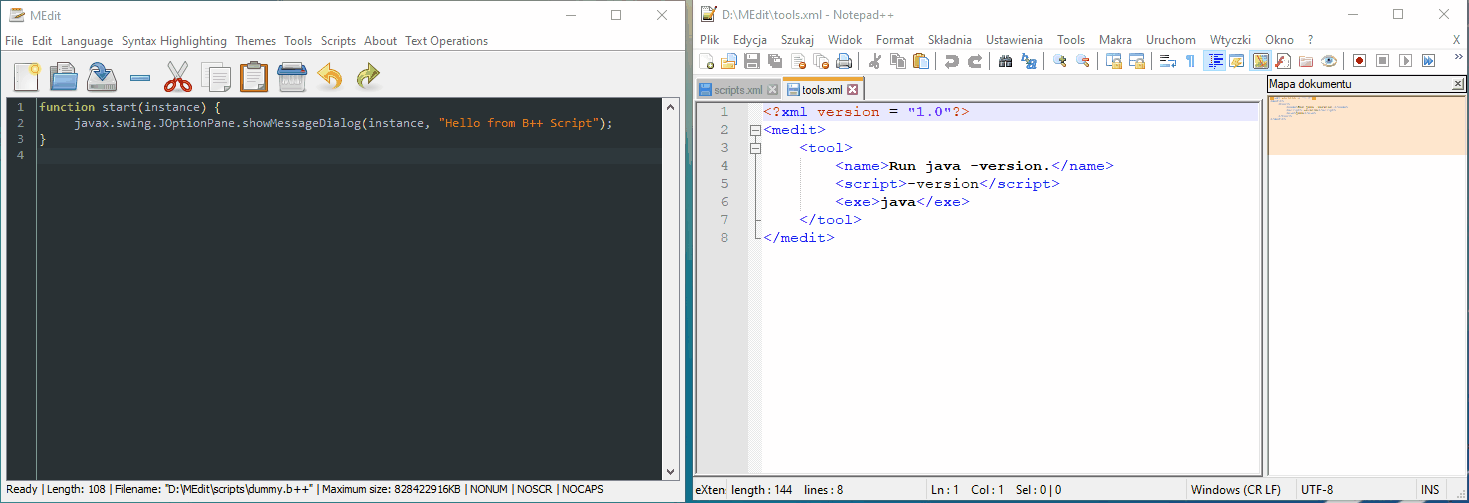 MEdit
File Edit Language Syntax Highlighting Themes Tools Scripts About Text Operations
1 function start(instance) {
2 javax.swing.JOptionPane.showMessageDialog(instance, "Hello from B++ Script");
3 }
4
Ready | Length: 108 | Filename: "D:\MEdit\scripts\dummy.b++" | Maximum size: 828422916KB | NONUM | NOSCR | NOCAPS
D:\MEdit\tools.xml - Notepad++
Plik Edycja Szukaj Widok Format Składnia Ustawienia Tools Makra Uruchom Wtyczki Okno ? X
scripts.xml tools.xml
1 <?xml version = "1.0"?>
2 <medit>
3 <tool>
4 <name>Run java -version.</name>
5 <script>-version</script>
6 <exe>java</exe>
7 </tool>
8 </medit>
Mapa dokumentu
eXten length : 144 lines : 8 Ln : 1 Col : 1 Sel : 0 | 0 Windows (CR LF) UTF-8 INS